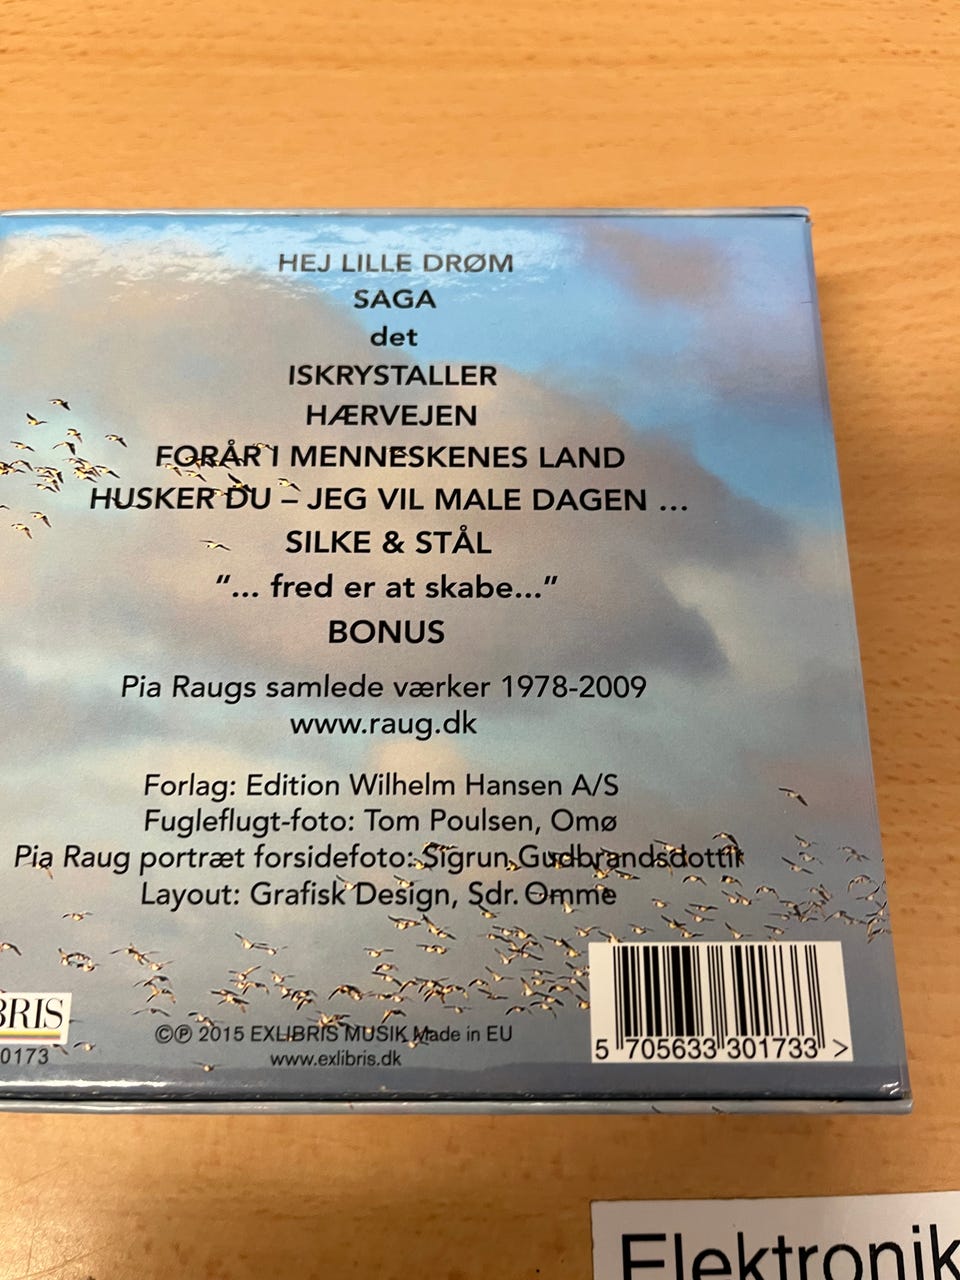 HEJ LILLE DRØM
SAGA
det
ISKRYSTALLER
HÆRVEJEN
FORÅR I MENNESKENES LAND
HUSKER DU – JEG VIL MALE DAGEN ...
SILKE & STÅL
"... fred er at skabe..."
BONUS
Pia Raugs samlede værker 1978-2009
www.raug.dk
Forlag: Edition Wilhelm Hansen A/S
Fugleflugt-foto: Tom Poulsen, Omø
Pia Raug portræt forsidefoto: Sigrun Gudbrandsdottir
Layout: Grafisk Design, Sdr. Omme
BRIS
0173
©℗ 2015 EXLIBRIS MUSIK Made in EU
www.exlibris.dk
5 705633 301733 >
Elektronik